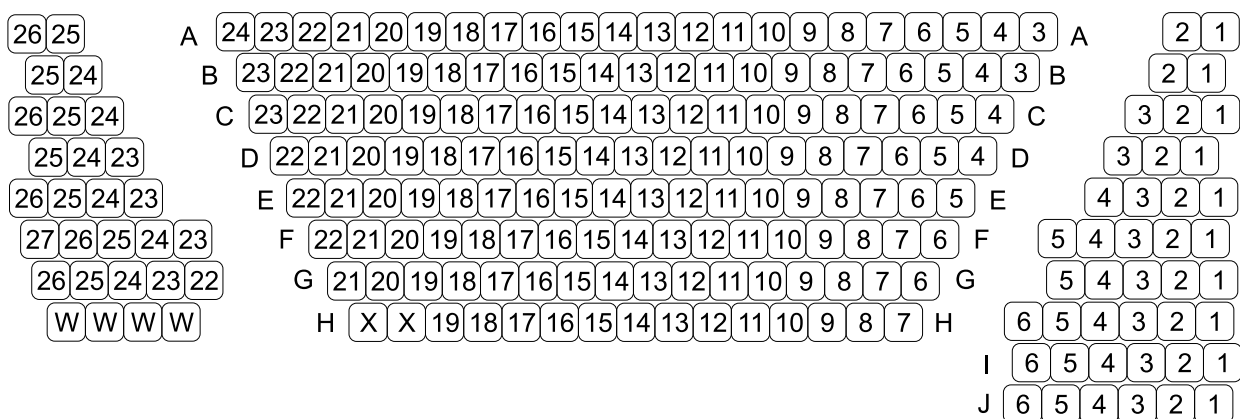 26 25 A 24 23 22 21 20 19 18 17 16 15 14 13 12 11 10 9 8 7 6 5 4 3 A 2 1
25 24 B 23 22 21 20 19 18 17 16 15 14 13 12 11 10 9 8 7 6 5 4 3 B 2 1
26 25 24 C 23 22 21 20 19 18 17 16 15 14 13 12 11 10 9 8 7 6 5 4 C 3 2 1
25 24 23 D 22 21 20 19 18 17 16 15 14 13 12 11 10 9 8 7 6 5 4 D 3 2 1
26 25 24 23 E 22 21 20 19 18 17 16 15 14 13 12 11 10 9 8 7 6 5 E 4 3 2 1
27 26 25 24 23 F 22 21 20 19 18 17 16 15 14 13 12 11 10 9 8 7 6 F 5 4 3 2 1
26 25 24 23 22 G 21 20 19 18 17 16 15 14 13 12 11 10 9 8 7 6 G 5 4 3 2 1
W W W W H X X 19 18 17 16 15 14 13 12 11 10 9 8 7 H 6 5 4 3 2 1
I 6 5 4 3 2 1
J 6 5 4 3 2 1